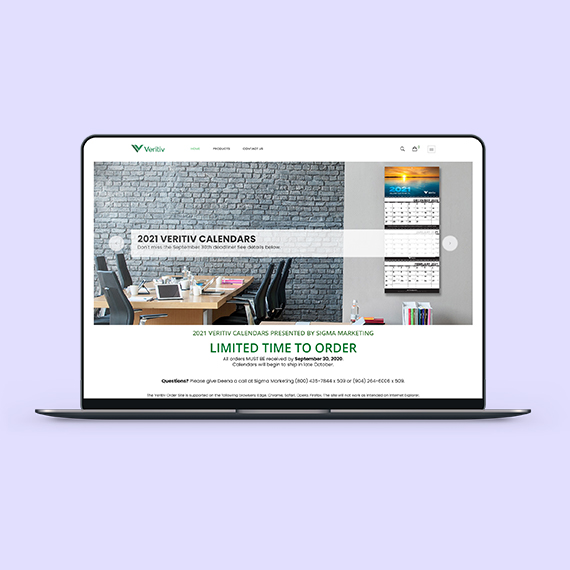 Veritiv
HOME PRODUCTS CONTACT US
2021 VERITIV CALENDARS
Don't miss the September 30th deadline! See details below.
2021
2021 VERITIV CALENDARS PRESENTED BY SIGMA MARKETING
LIMITED TIME TO ORDER
All orders MUST BE received by September 30, 2020.
Calendars will begin to ship in late October.
Questions? Please give Deena a call at Sigma Marketing (800) 435-7844 x 509 or (904) 264-6006 x 509.
The Veritiv Order Site is supported on the following browsers: Edge, Chrome, Safari, Opera, Firefox. The site will not work as intended on Internet Explorer.